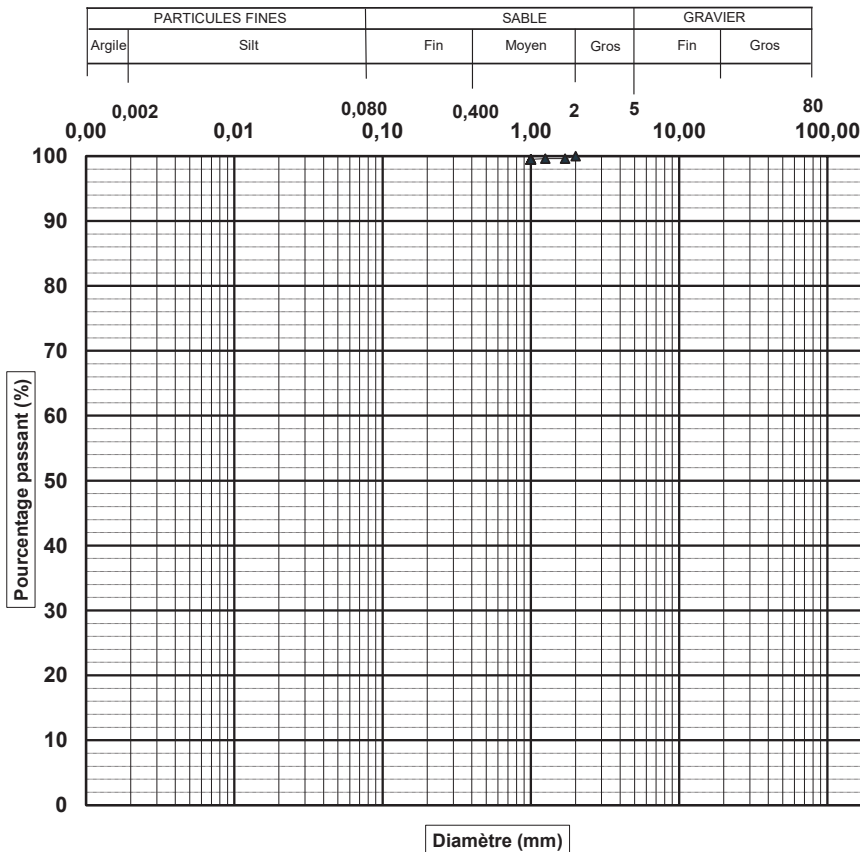 PARTICULES FINES SABLE GRAVIER
Argile Silt Fin Moyen Gros Fin Gros
0,002 0,080 0,400 2 5 80
0,00 0,01 0,10 1,00 10,00 100,00
100
90
80
70
60
50
40
30
20
10
0
Pourcentage passant (%)
Diamètre (mm)